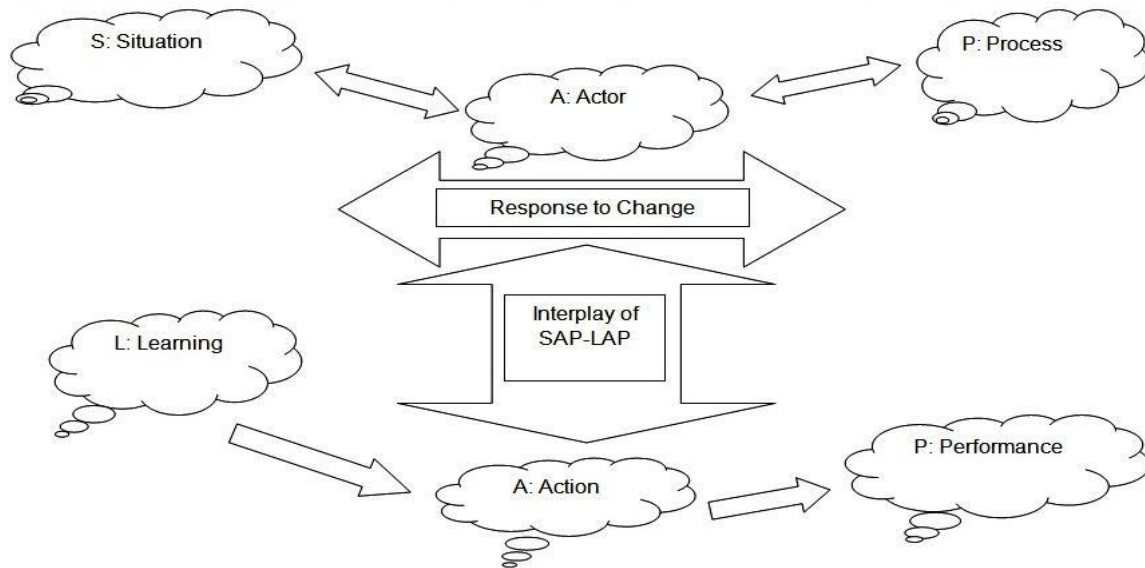 S: Situation
P: Process
A: Actor
Response to Change
Interplay of
SAP-LAP
L: Learning
P: Performance
A: Action